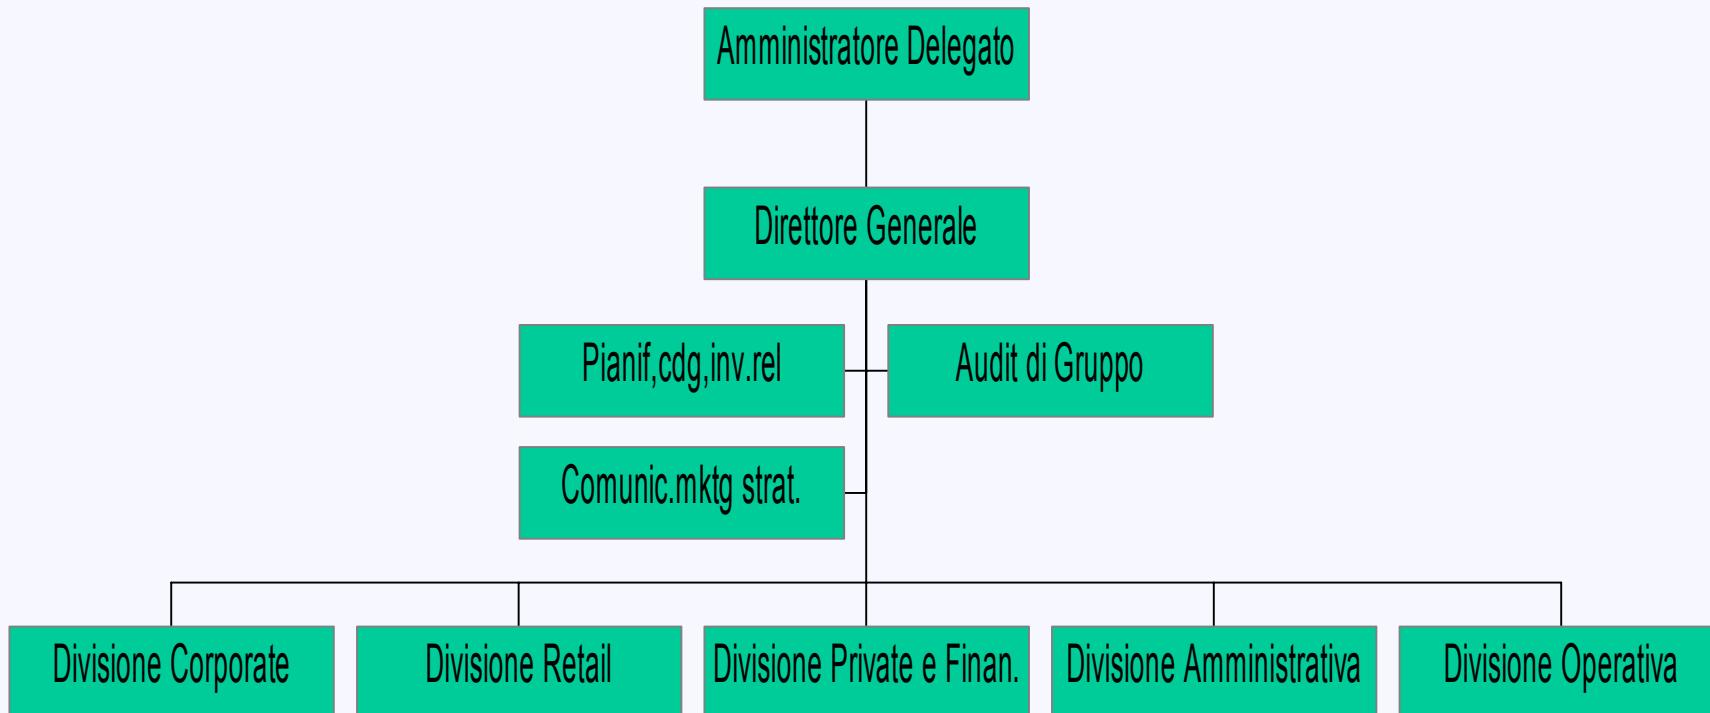 Amministratore Delegato
Direttore Generale
Pianif,cdg,inv.rel
Audit di Gruppo
Comunic.mktg strat.
Divisione Corporate
Divisione Retail
Divisione Private e Finan.
Divisione Amministrativa
Divisione Operativa